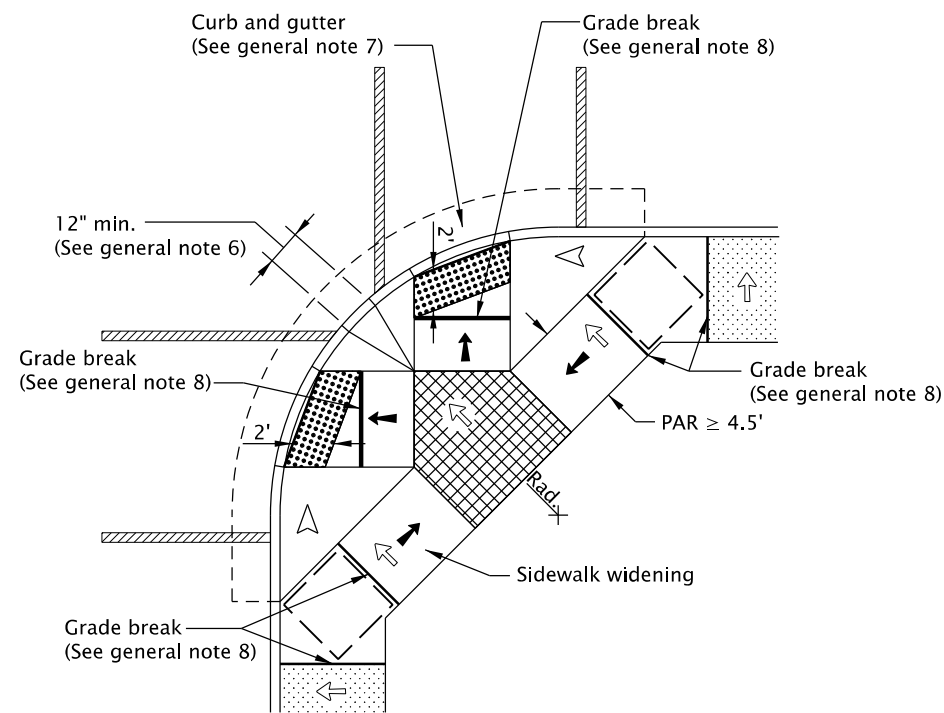 Curb and gutter
(See general note 7)
Grade break
(See general note 8)
12" min.
(See general note 6)
2'
Grade break
(See general note 8)
Grade break
(See general note 8)
2'
PAR ≥ 4.5'
Rad.
Sidewalk widening
Grade break
(See general note 8)